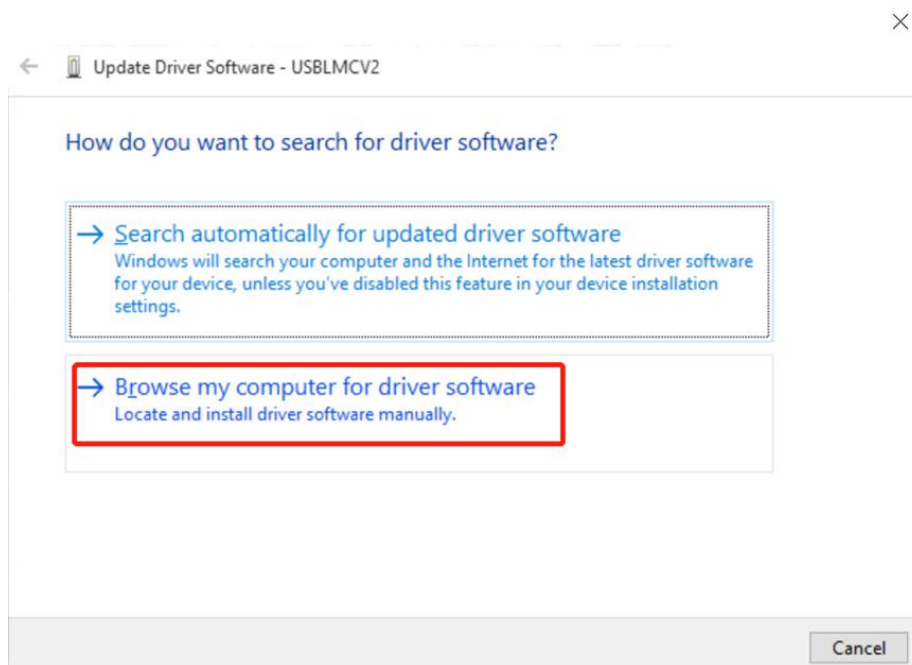 Update Driver Software - USBLMCV2
How do you want to search for driver software?
Search automatically for updated driver software
Windows will search your computer and the Internet for the latest driver software
for your device, unless you've disabled this feature in your device installation
settings.
Browse my computer for driver software
Locate and install driver software manually.
Cancel